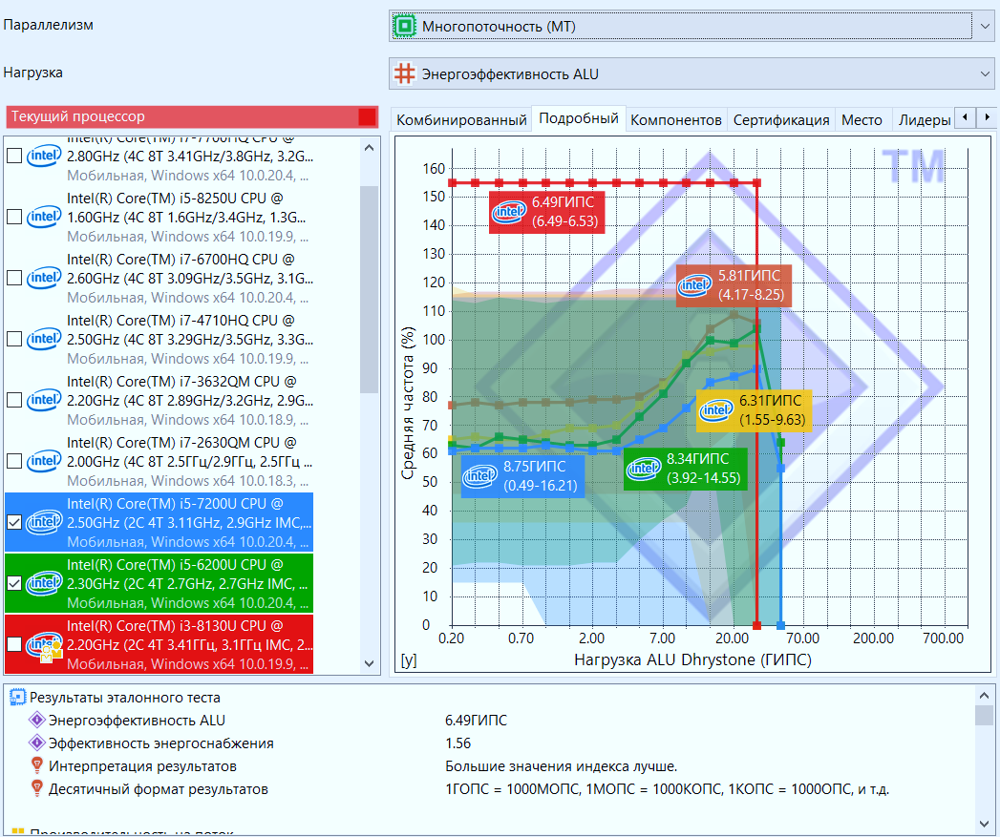 Параллелизм
Многопоточность (МТ)
Нагрузка
Энергоэффективность ALU
Текущий процессор
Комбинированный
Подробный
Компонентов
Сертификация
Место
Лидеры
Intel(R) Core(TM) i7-7700HQ CPU @
intel
2.80GHz (4C 8T 3.41GHz/3.8GHz, 3.2G...
Мобильная, Windows x64 10.0.20.4, ...
Intel(R) Core(TM) i5-8250U CPU @
intel
1.60GHz (4C 8T 1.6GHz/3.4GHz, 1.3G...
Мобильная, Windows x64 10.0.19.9, ...
Intel(R) Core(TM) i7-6700HQ CPU @
intel
2.60GHz (4C 8T 3.09GHz/3.5GHz, 3.1G...
Мобильная, Windows x64 10.0.20.4, ...
Intel(R) Core(TM) i7-4710HQ CPU @
intel
2.50GHz (4C 8T 3.29GHz/3.5GHz, 3.3G...
Мобильная, Windows x64 10.0.19.9, ...
Intel(R) Core(TM) i7-3632QM CPU @
intel
2.20GHz (4C 8T 2.89GHz/3.2GHz, 2.9G...
Мобильная, Windows x64 10.0.18.9, ...
Intel(R) Core(TM) i7-2630QM CPU @
intel
2.00GHz (4C 8T 2.5ГГц/2.9ГГц, 2.5ГГц ...
Мобильная, Windows x64 10.0.18.3, ...
Intel(R) Core(TM) i5-7200U CPU @
intel
2.50GHz (2C 4T 3.11GHz, 2.9GHz IMC,...
Мобильная, Windows x64 10.0.20.4, ...
Intel(R) Core(TM) i5-6200U CPU @
intel
2.30GHz (2C 4T 2.7GHz, 2.7GHz IMC, ...
Мобильная, Windows x64 10.0.20.4, ...
Intel(R) Core(TM) i3-8130U CPU @
intel
2.20GHz (2C 4T 3.41ГГц, 3.1ГГц IMC, 2...
Мобильная, Windows x64 10.0.19.9, ...
TM
Средняя частота (%)
160
150
140
130
120
110
100
90
80
70
60
50
40
30
20
10
0
intel
6.49ГИПС
(6.49-6.53)
intel
5.81ГИПС
(4.17-8.25)
intel
6.31ГИПС
(1.55-9.63)
intel
8.34ГИПС
(3.92-14.55)
intel
8.75ГИПС
(0.49-16.21)
0.20 0.70 2.00 7.00 20.00 70.00 200.00 700.00
[y]
Нагрузка ALU Dhrystone (ГИПС)
Результаты эталонного теста
Энергоэффективность ALU
6.49ГИПС
Эффективность энергоснабжения
1.56
Интерпретация результатов
Большие значения индекса лучше.
Десятичный формат результатов
1ГОПС = 1000МОПС, 1МОПС = 1000КОПС, 1КОПС = 1000ОПС, и т.д.
Производительность на поток